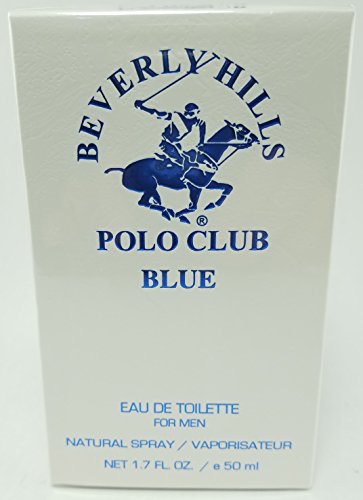 BEVERLY HILLS
®
POLO CLUB
BLUE
EAU DE TOILETTE
FOR MEN
NATURAL SPRAY / VAPORISATEUR
NET 1.7 FL. OZ. / e 50 ml